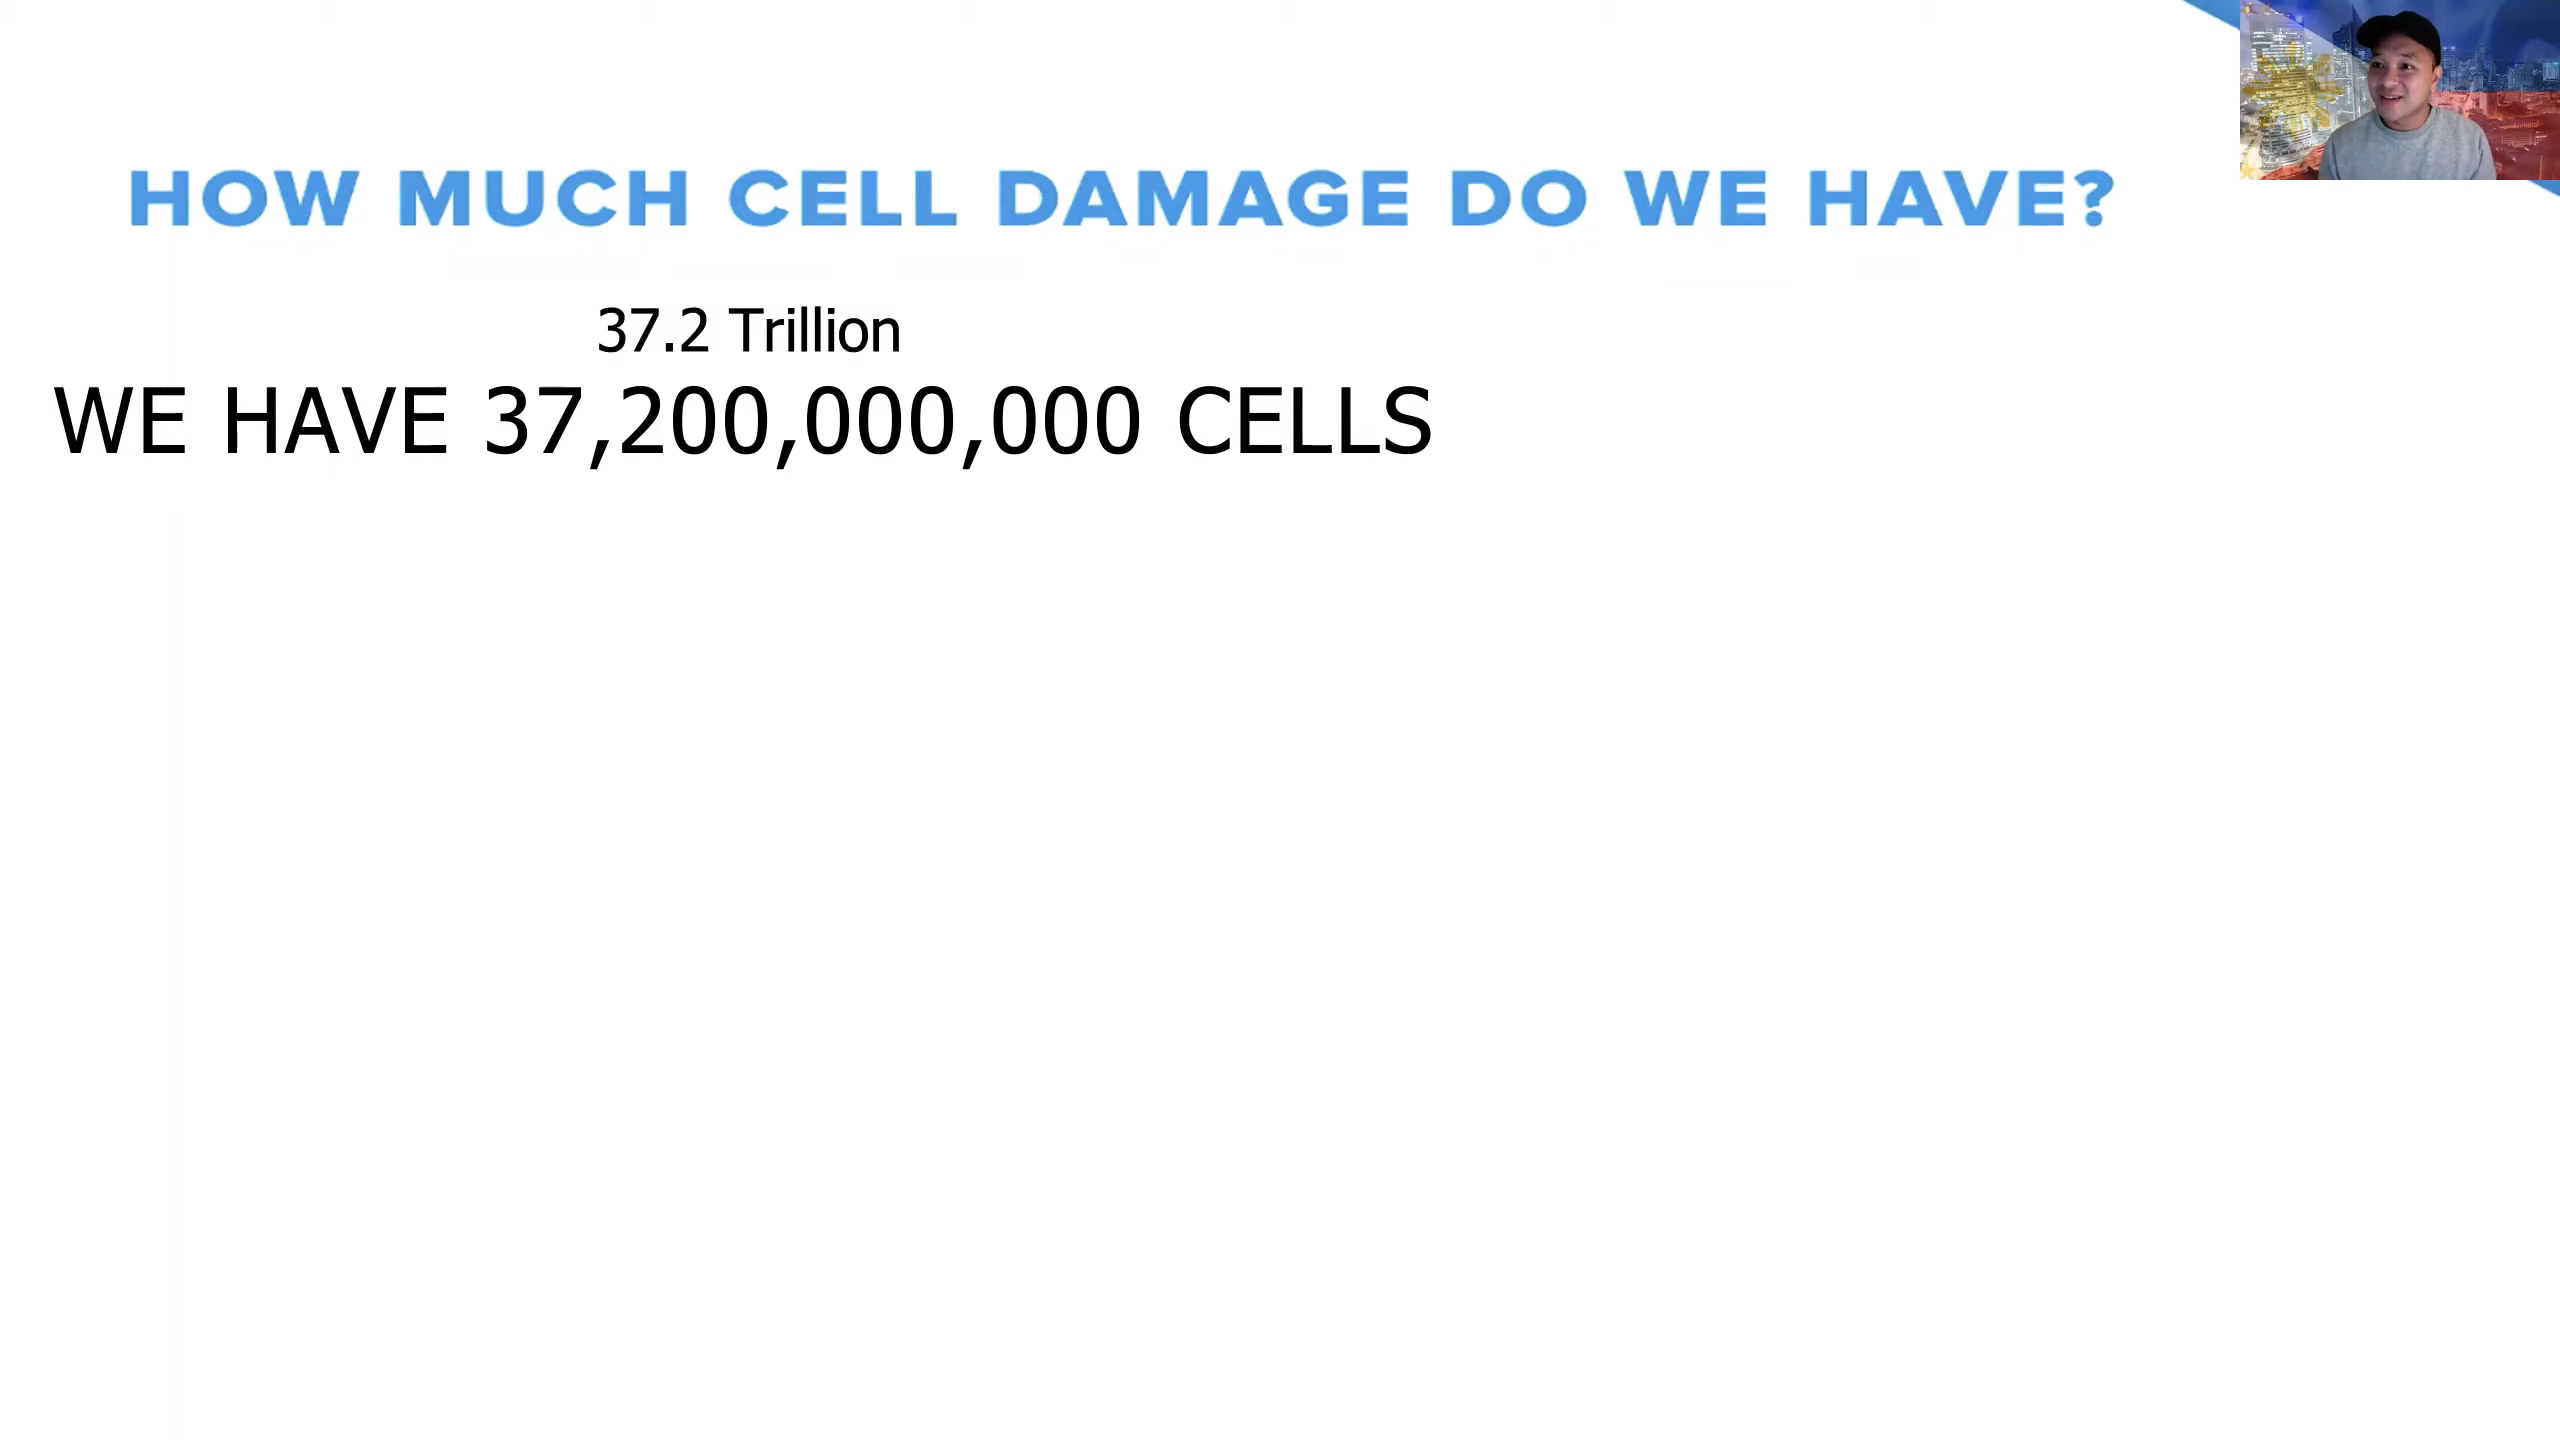 HOW MUCH CELL DAMAGE DO WE HAVE?
37.2 Trillion
WE HAVE 37,200,000,000 CELLS